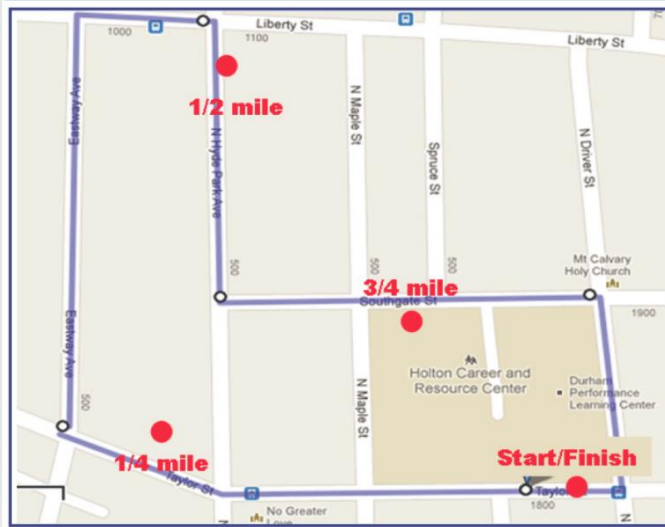 1000
Liberty St
1100
Liberty St
1/2 mile
Eastway Ave
N Hyde Park Ave
N Maple St
Spruce St
N Driver St
Mt Calvary
Holy Church
500
500
3/4 mile
Southgate St
1900
Eastway Ave
Holton Career and
Resource Center
Durham
Performance
Learning Center
500
N Maple St
1/4 mile
Start/Finish
Taylor St
Taylor
1800
No Greater
Love
N
N
N